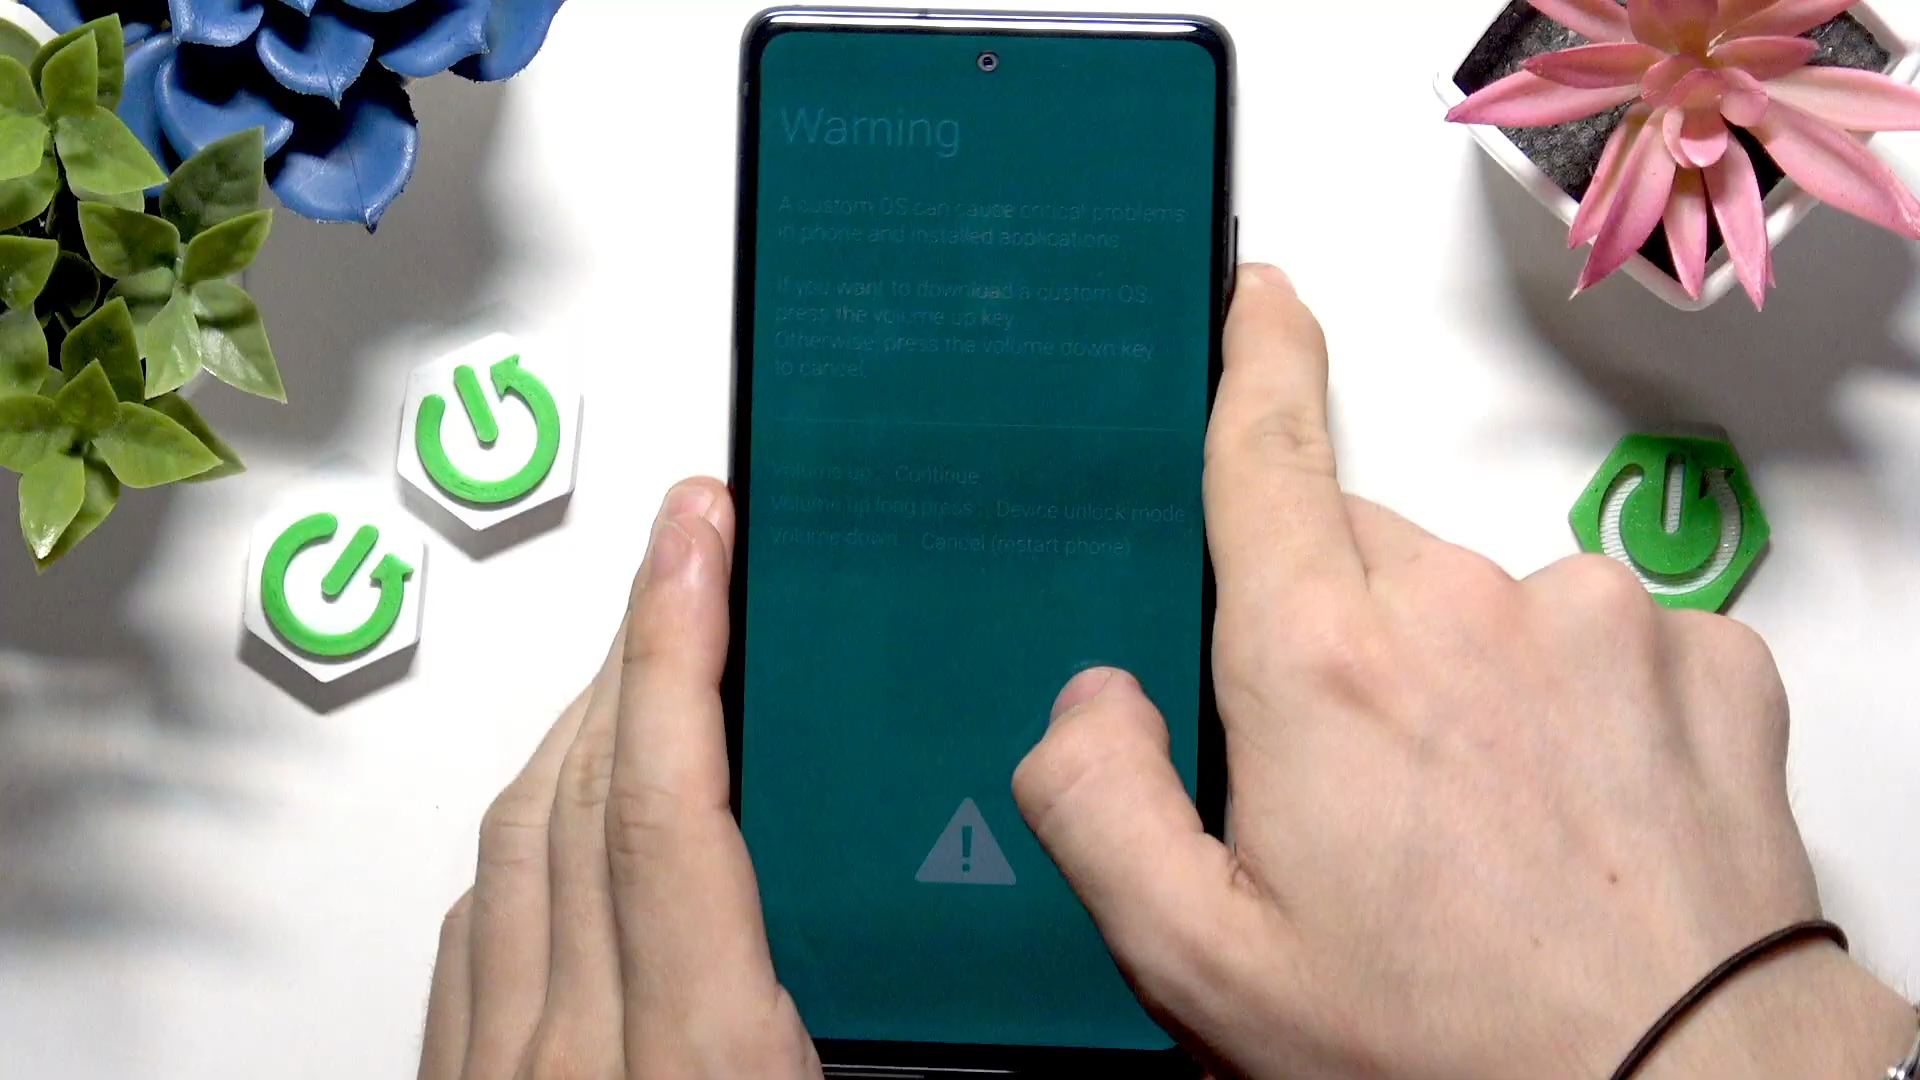 Warning
A custom OS can cause critical problems
in phone and installed applications.
If you want to download a custom OS,
press the volume up key.
Otherwise, press the volume down key
to cancel.
Volume up : Continue
Volume up long press : Device unlock mode
Volume down : Cancel (restart phone)